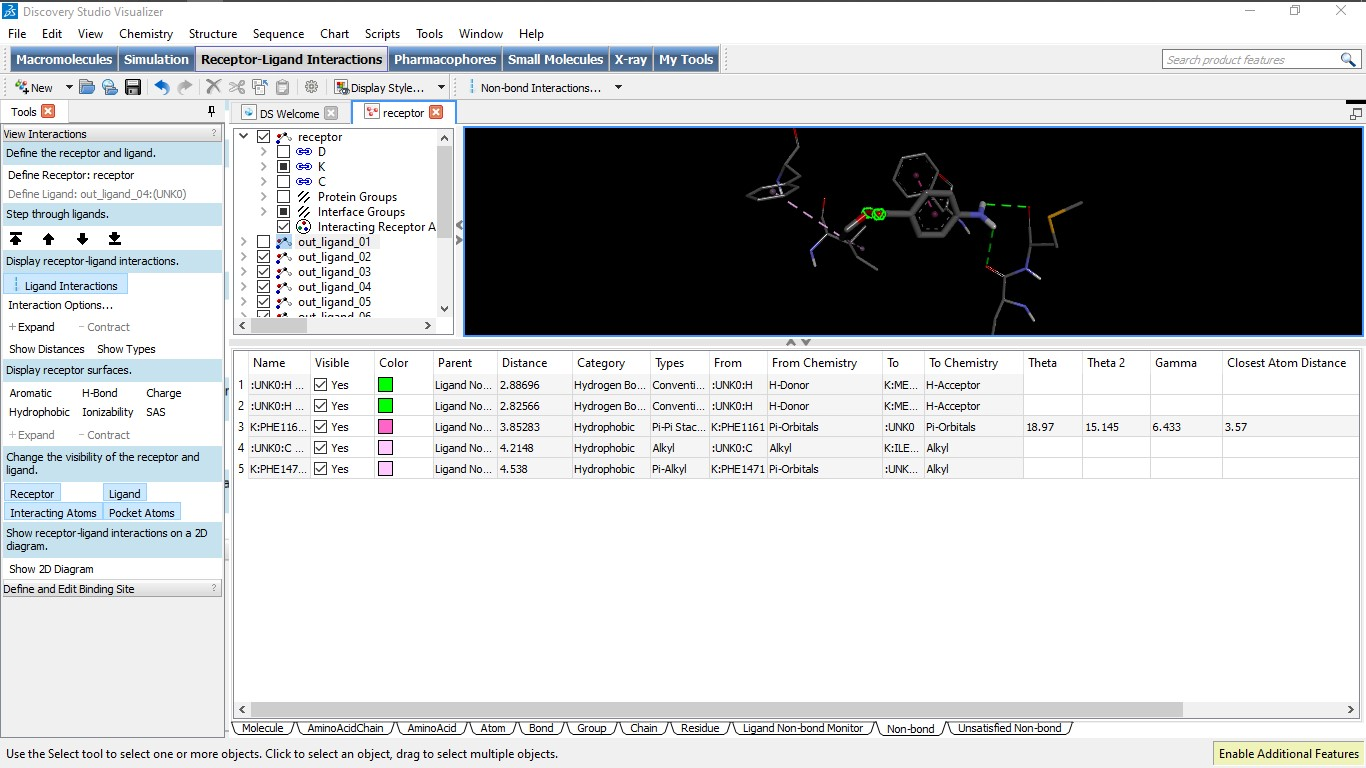 Discovery Studio Visualizer
File Edit View Chemistry Structure Sequence Chart Scripts Tools Window Help
Macromolecules Simulation Receptor-Ligand Interactions Pharmacophores Small Molecules X-ray My Tools Search product features
New Display Style... Non-bond Interactions...
Tools
View Interactions ?
Define the receptor and ligand.
Define Receptor: receptor
Define Ligand: out_ligand_04:(UNK0)
Step through ligands.
Display receptor-ligand interactions.
Ligand Interactions
Interaction Options...
+ Expand - Contract
Show Distances Show Types
Display receptor surfaces.
Aromatic H-Bond Charge
Hydrophobic Ionizability SAS
+ Expand - Contract
Change the visibility of the receptor and
ligand.
Receptor Ligand
Interacting Atoms Pocket Atoms
Show receptor-ligand interactions on a 2D
diagram.
Show 2D Diagram
Define and Edit Binding Site ?
DS Welcome receptor
receptor
D
K
C
Protein Groups
Interface Groups
Interacting Receptor A
out_ligand_01
out_ligand_02
out_ligand_03
out_ligand_04
out_ligand_05
out_ligand_06
Name Visible Color Parent Distance Category Types From From Chemistry To To Chemistry Theta Theta 2 Gamma Closest Atom Distance
1 :UNK0:H ... Yes Ligand No... 2.88696 Hydrogen Bo... Conventi... :UNK0:H H-Donor K:ME... H-Acceptor
2 :UNK0:H ... Yes Ligand No... 2.82566 Hydrogen Bo... Conventi... :UNK0:H H-Donor K:ME... H-Acceptor
3 K:PHE116... Yes Ligand No... 3.85283 Hydrophobic Pi-Pi Stac... K:PHE1161 Pi-Orbitals :UNK0 Pi-Orbitals 18.97 15.145 6.433 3.57
4 :UNK0:C ... Yes Ligand No... 4.2148 Hydrophobic Alkyl :UNK0:C Alkyl K:ILE... Alkyl
5 K:PHE147... Yes Ligand No... 4.538 Hydrophobic Pi-Alkyl K:PHE1471 Pi-Orbitals :UNK... Alkyl
Molecule AminoAcidChain AminoAcid Atom Bond Group Chain Residue Ligand Non-bond Monitor Non-bond Unsatisfied Non-bond
Use the Select tool to select one or more objects. Click to select an object, drag to select multiple objects. Enable Additional Features